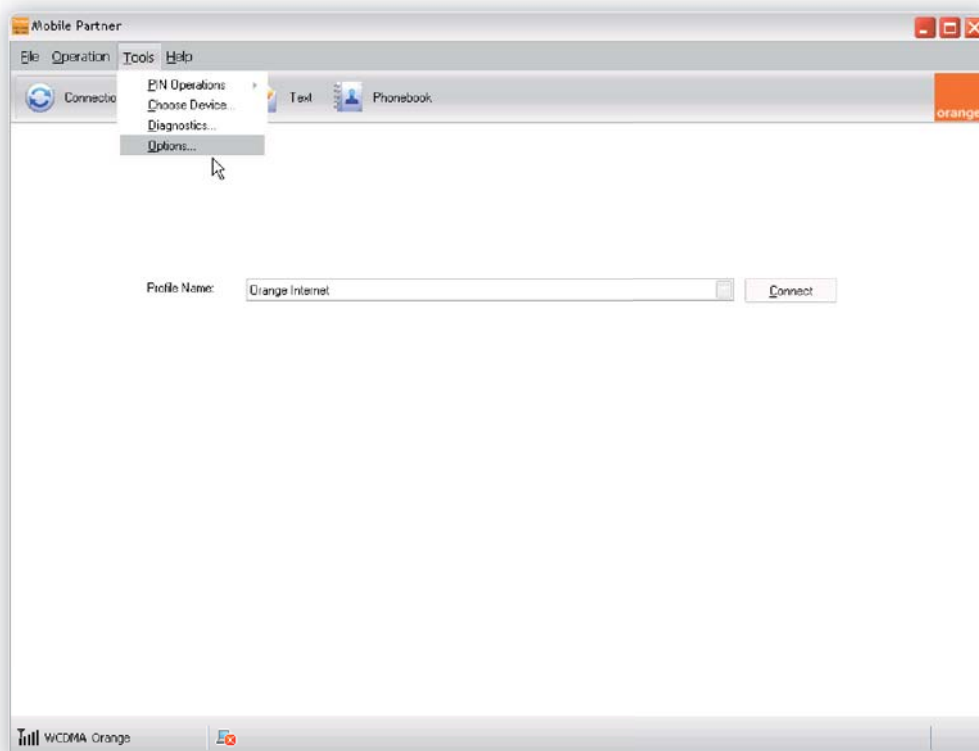 Mobile Partner
File Operation Tools Help
Connectio Text Phonebook
orange
PIN Operations
Choose Device...
Diagnostics...
Options...
Profile Name: Orange Internet Connect
WCDMA Orange